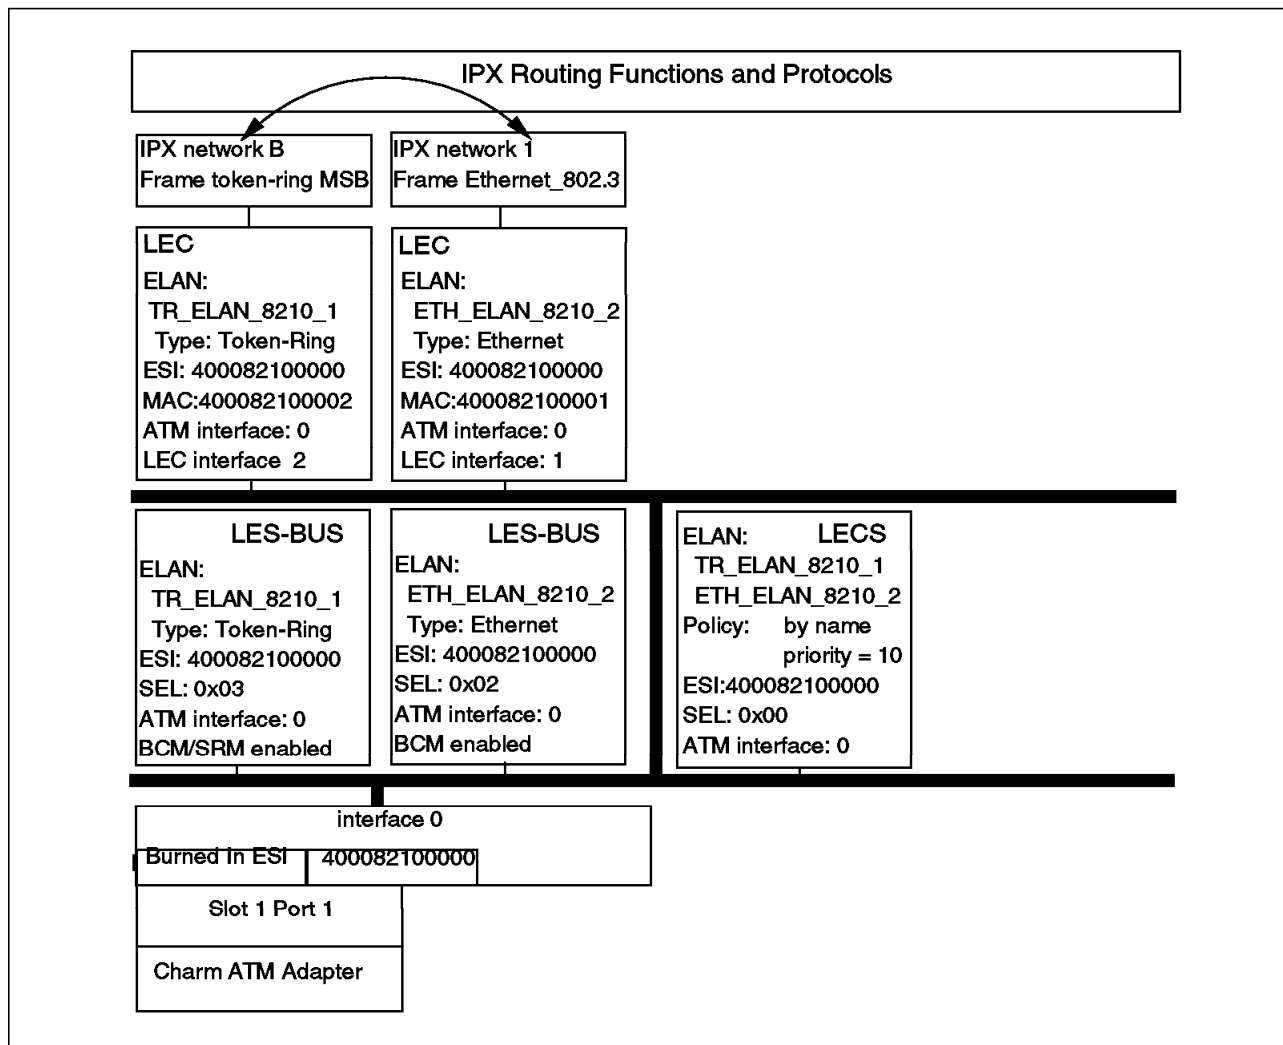 IPX Routing Functions and Protocols
IPX network B
Frame token-ring MSB
IPX network 1
Frame Ethernet_802.3
LEC
ELAN:
TR_ELAN_8210_1
Type: Token-Ring
ESI: 400082100000
MAC:400082100002
ATM interface: 0
LEC interface 2
LEC
ELAN:
ETH_ELAN_8210_2
Type: Ethernet
ESI: 400082100000
MAC:400082100001
ATM interface: 0
LEC interface: 1
LES-BUS
ELAN:
TR_ELAN_8210_1
Type: Token-Ring
ESI: 400082100000
SEL: 0x03
ATM interface: 0
BCM/SRM enabled
LES-BUS
ELAN:
ETH_ELAN_8210_2
Type: Ethernet
ESI: 400082100000
SEL: 0x02
ATM interface: 0
BCM enabled
ELAN: LECS
TR_ELAN_8210_1
ETH_ELAN_8210_2
Policy: by name
priority = 10
ESI:400082100000
SEL: 0x00
ATM interface: 0
interface 0
Burned In ESI 400082100000
Slot 1 Port 1
Charm ATM Adapter